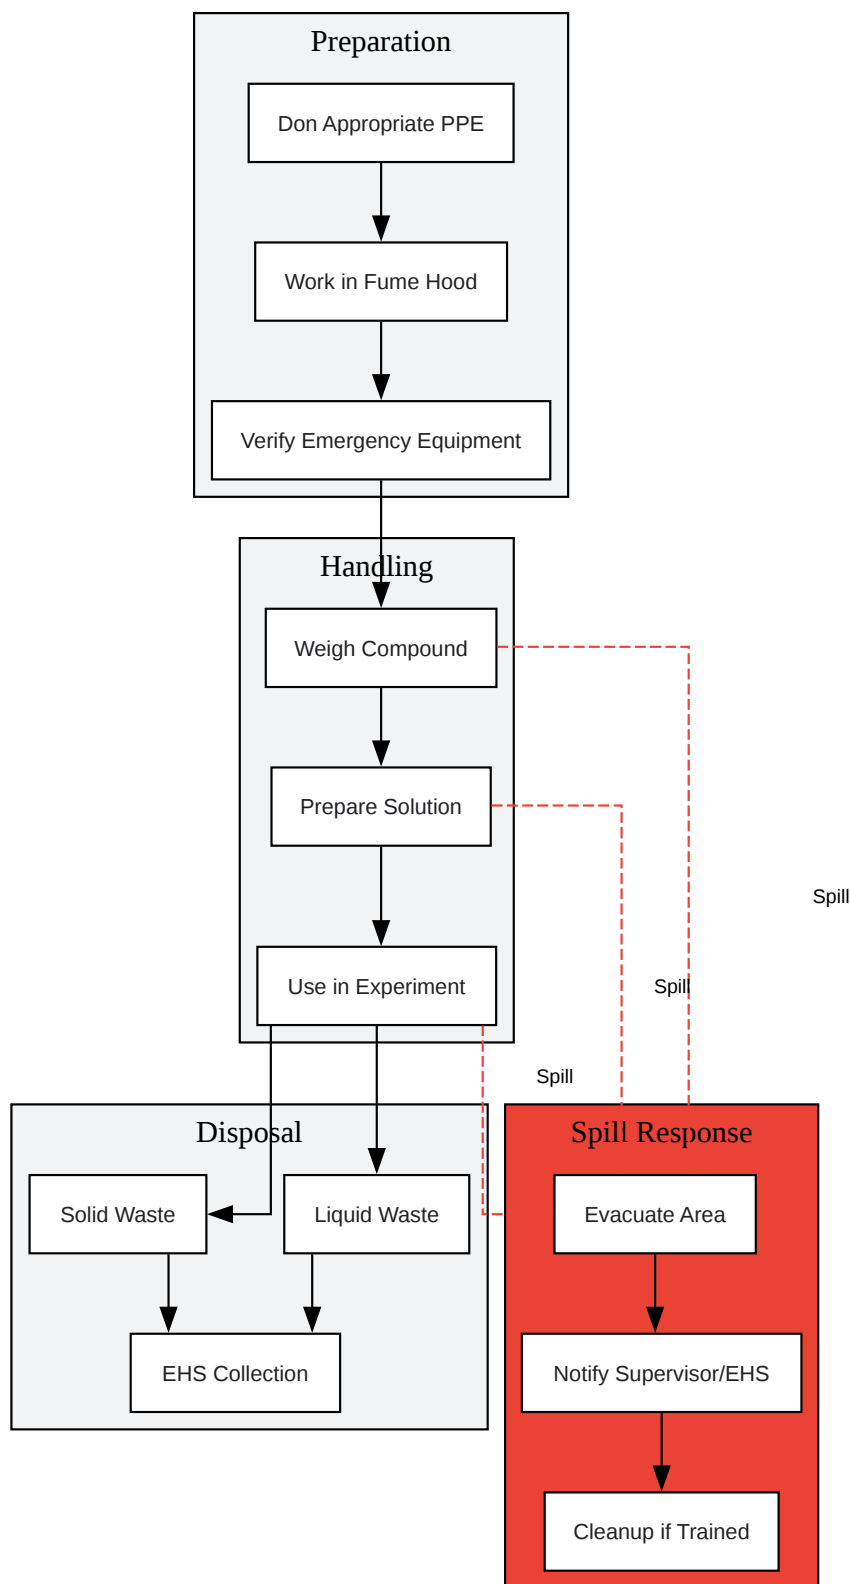 Preparation
Don Appropriate PPE
Work in Fume Hood
Verify Emergency Equipment
Handling
Weigh Compound
Prepare Solution
Spill
Use in Experiment
Spill
Spill
Disposal
Solid Waste
Liquid Waste
EHS Collection
Spill Response
Evacuate Area
Notify Supervisor/EHS
Cleanup if Trained